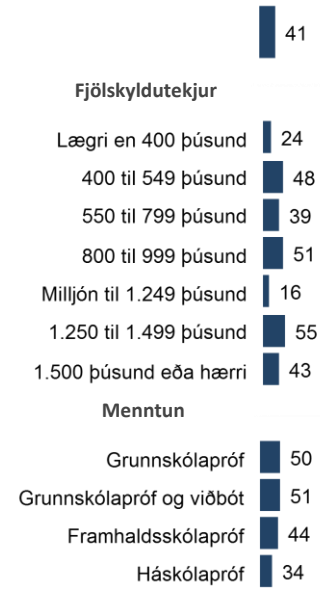 41
Fjölskyldutekjur
Lægri en 400 þúsund 24
400 til 549 þúsund 48
550 til 799 þúsund 39
800 til 999 þúsund 51
Milljón til 1.249 þúsund 16
1.250 til 1.499 þúsund 55
1.500 þúsund eða hærri 43
Menntun
Grunnskólapróf 50
Grunnskólapróf og viðbót 51
Framhaldsskólapróf 44
Háskólapróf 34